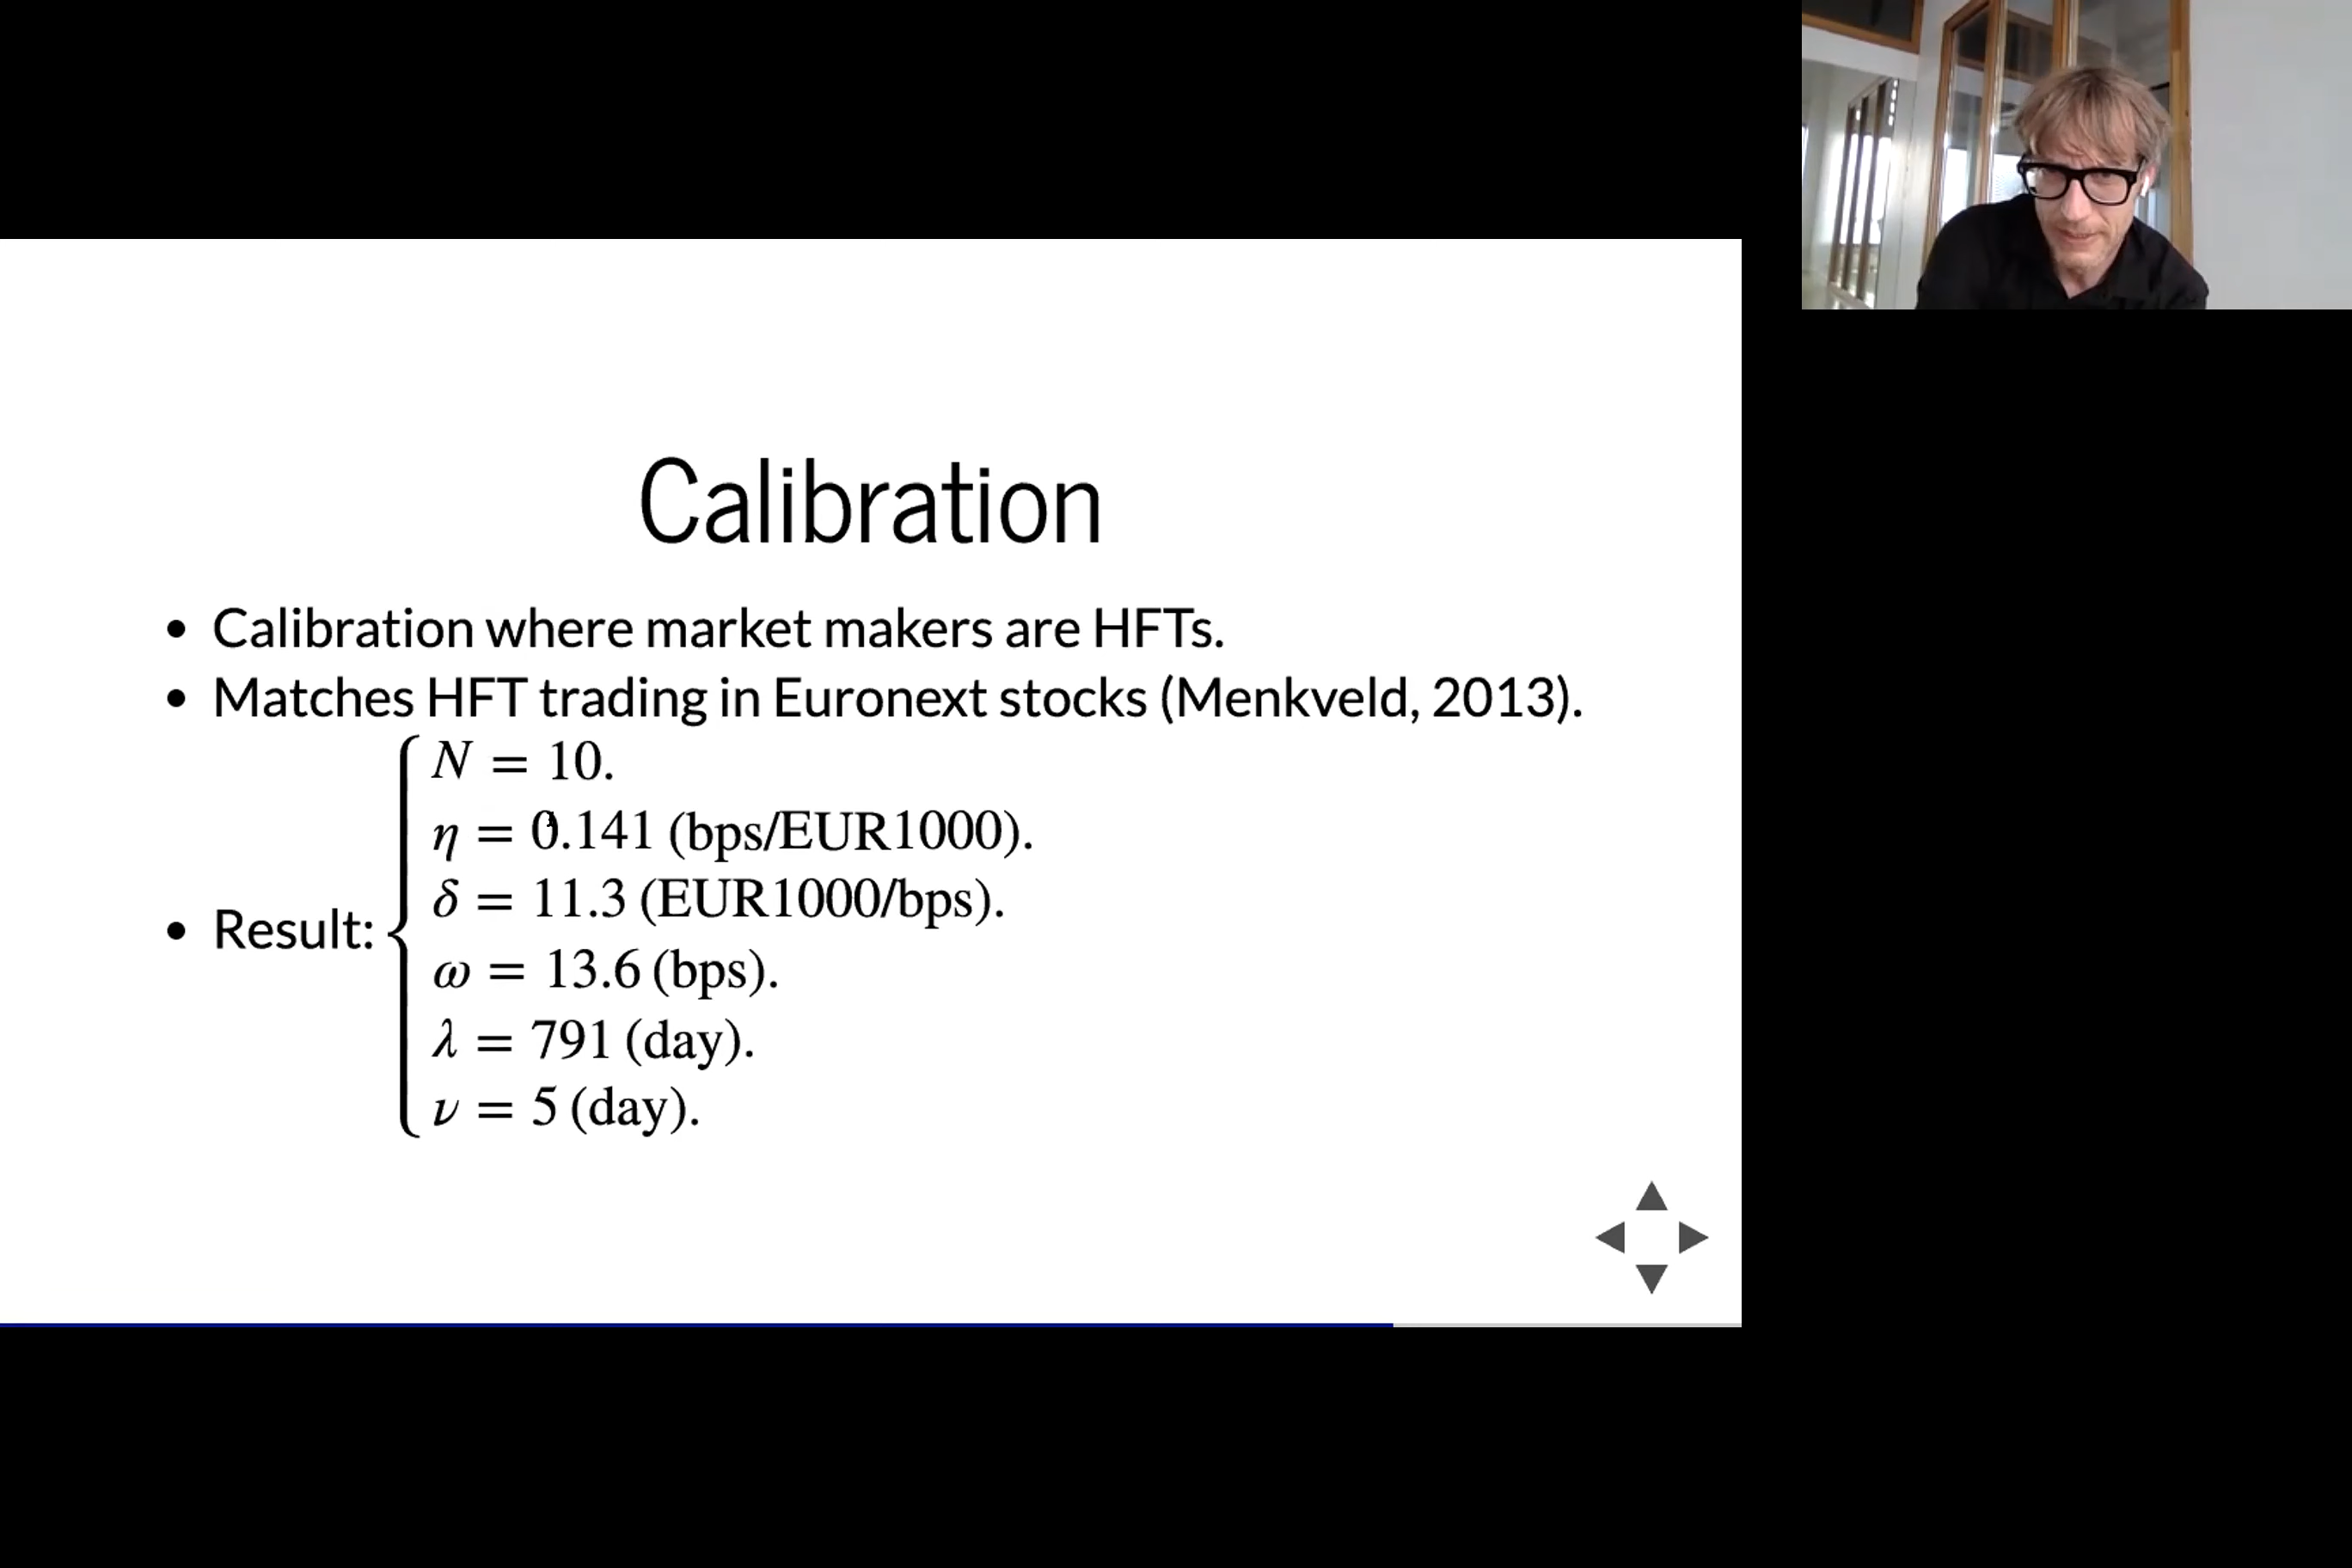 Calibration
• Calibration where market makers are HFTs.
• Matches HFT trading in Euronext stocks (Menkveld, 2013).
• Result:
N = 10.
η = 0.141 (bps/EUR1000).
δ = 11.3 (EUR1000/bps).
ω = 13.6 (bps).
λ = 791 (day).
ν = 5 (day).